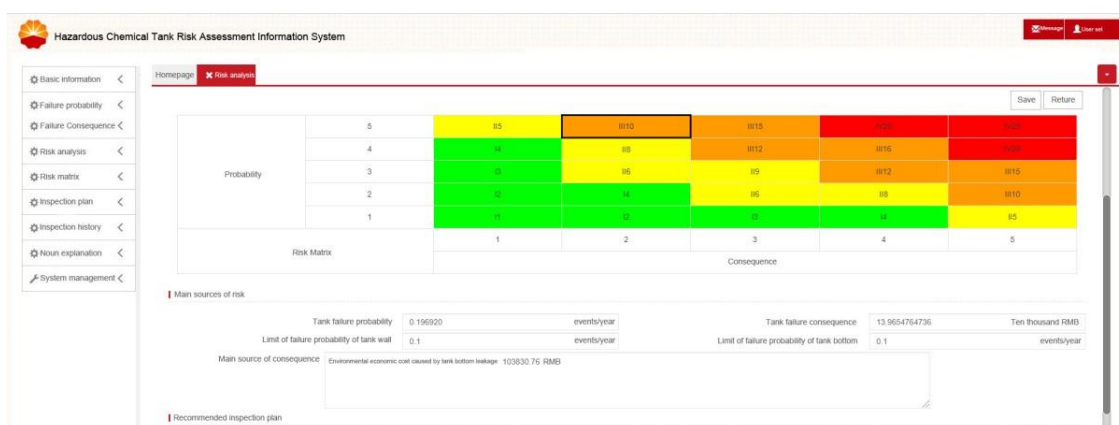 Hazardous Chemical Tank Risk Assessment Information System
Message User set
Basic information
Failure probability
Failure Consequence
Risk analysis
Risk matrix
Inspection plan
Inspection history
Noun explanation
System management
Homepage Risk analysis
Save Reture
Probability
5 II5 III10 III15
4 I4 II8 III12 III16
3 I3 II6 II9 III12 III15
2 I2 I4 II6 II8 III10
1 I1 I2 I3 I4 II5
Risk Matrix
1 2 3 4 5
Consequence
Main sources of risk
Tank failure probability 0.196920 events/year Tank failure consequence 13.9654764736 Ten thousand RMB
Limit of failure probability of tank wall 0.1 events/year Limit of failure probability of tank bottom 0.1 events/year
Main source of consequence Environmental economic cost caused by tank bottom leakage 103830.76 RMB
Recommended inspection plan